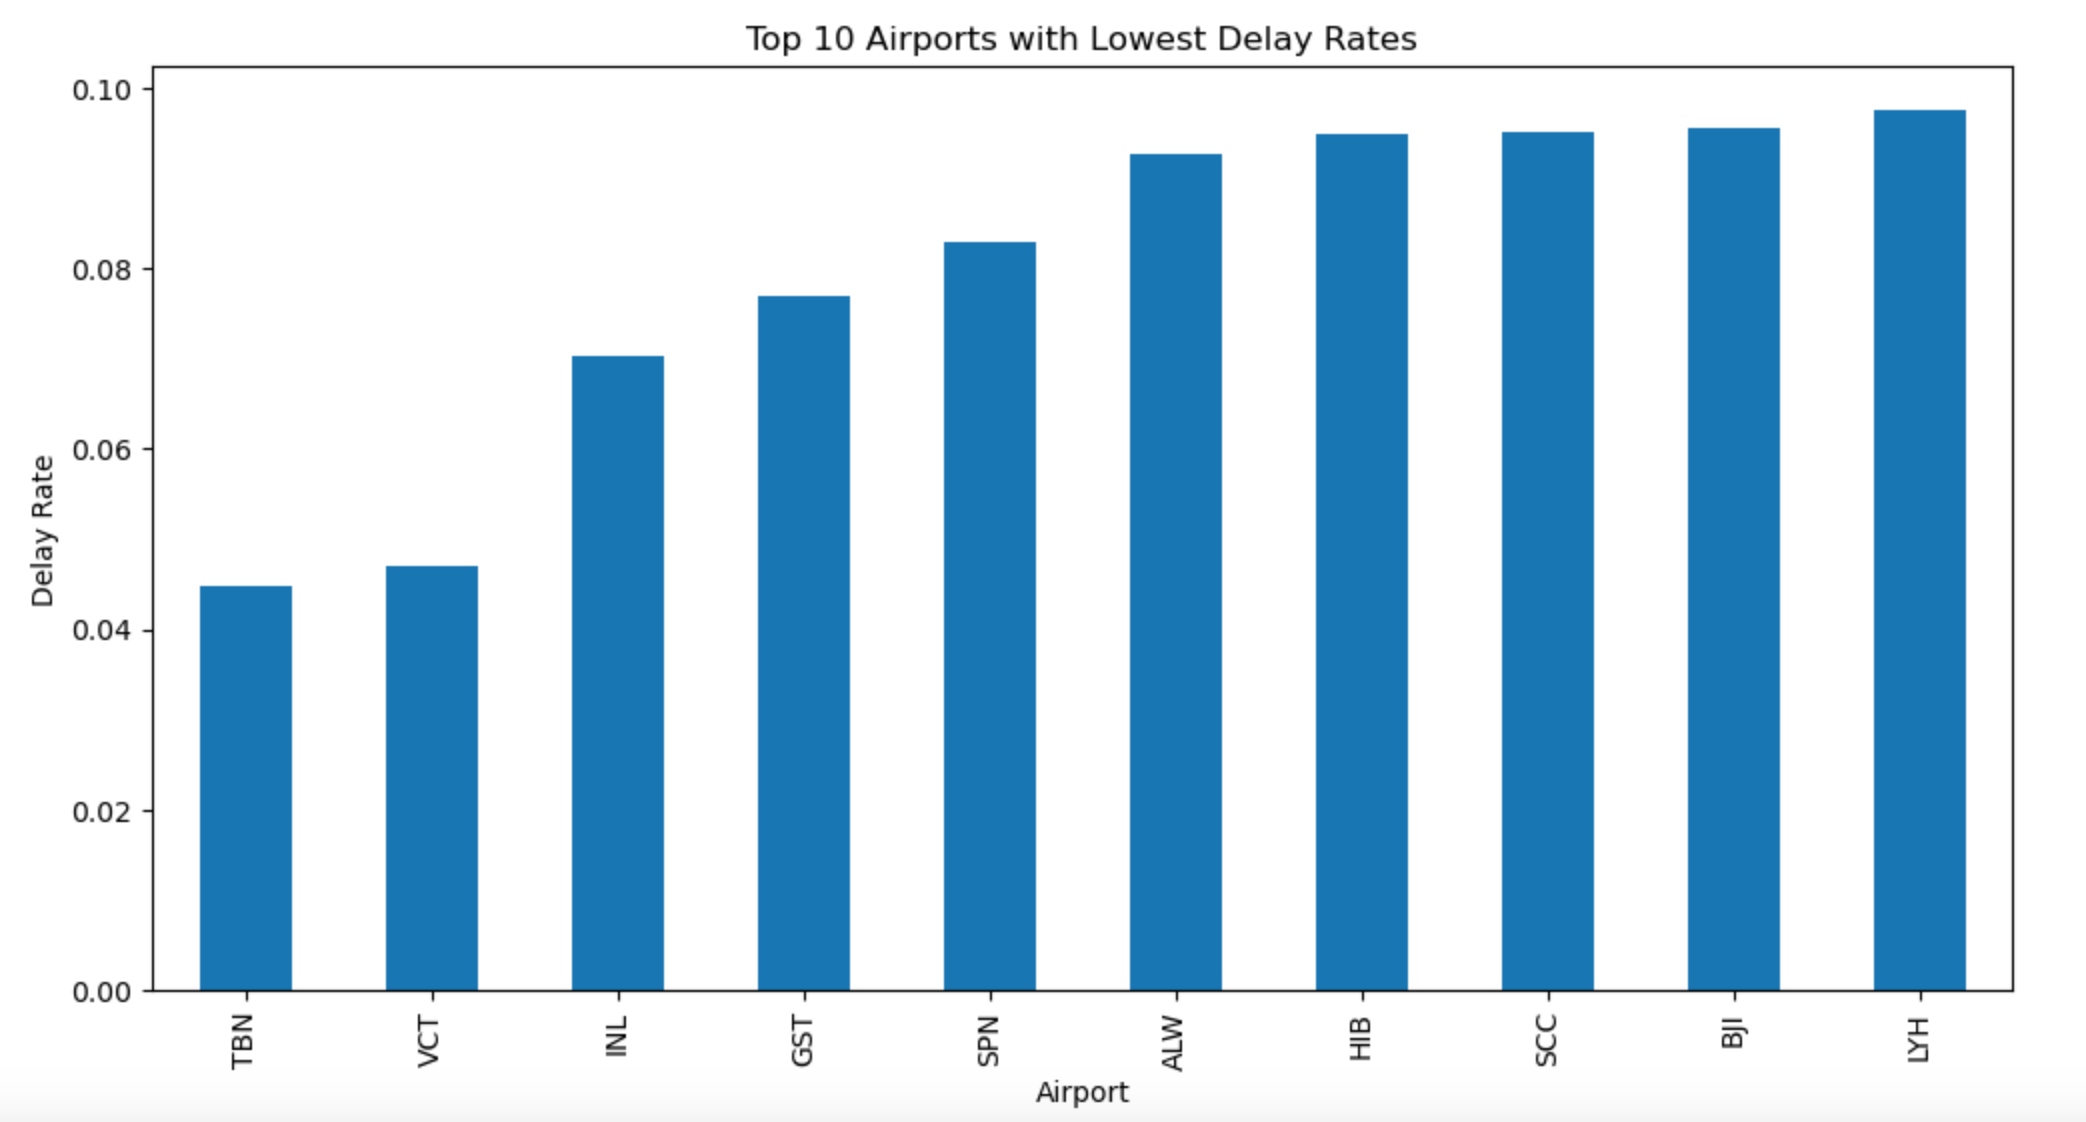 Top 10 Airports with Lowest Delay Rates
0.10
0.08
0.06
0.04
0.02
0.00
Delay Rate
TBN
VCT
INL
GST
SPN
ALW
HIB
SCC
BJI
LYH
Airport